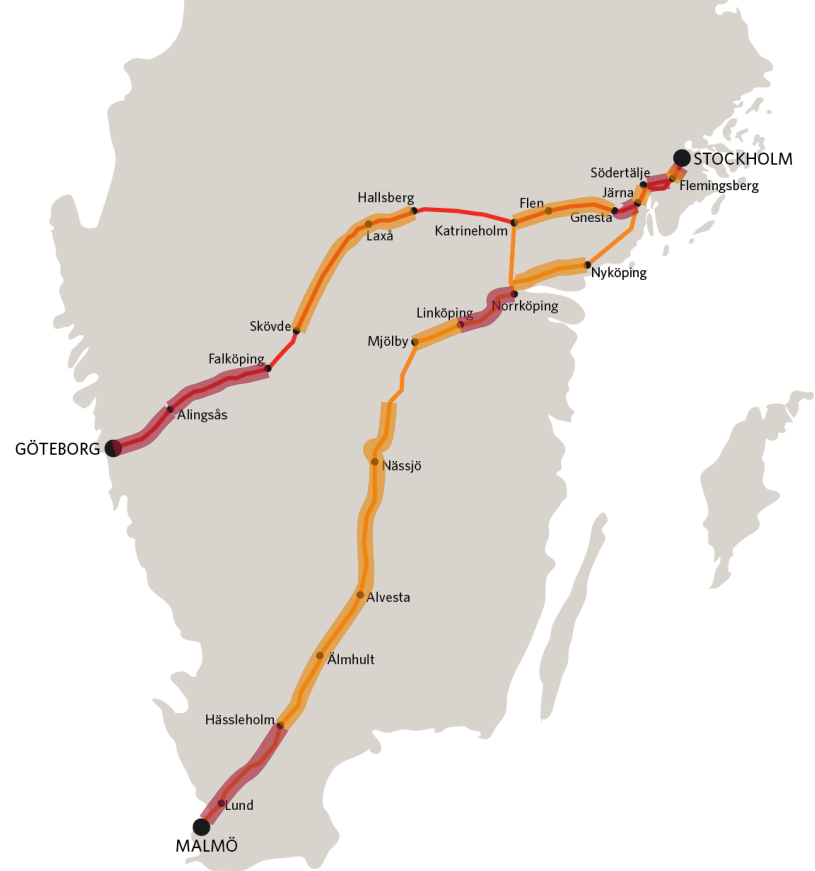 STOCKHOLM
Södertälje
Flemingsberg
Järna
Hallsberg
Flen
Gnesta
Katrineholm
Laxå
Nyköping
Norrköping
Linköping
Skövde
Mjölby
Falköping
Alingsås
GÖTEBORG
Nässjö
Alvesta
Älmhult
Hässleholm
Lund
MALMÖ